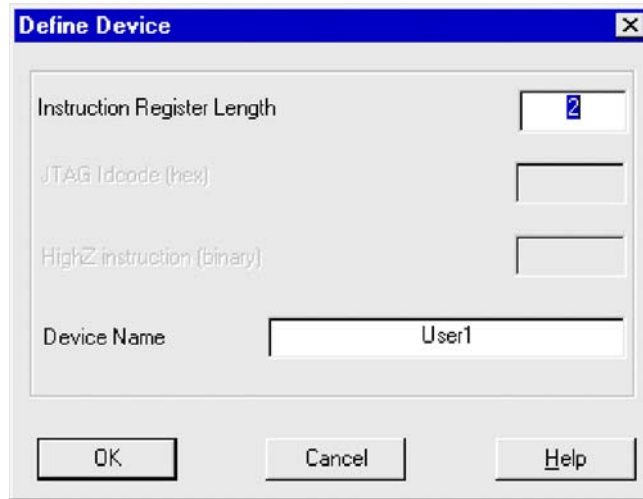 Define Device
Instruction Register Length 2
JTAG Idcode (hex)
HighZ instruction (binary)
Device Name User1
OK Cancel Help